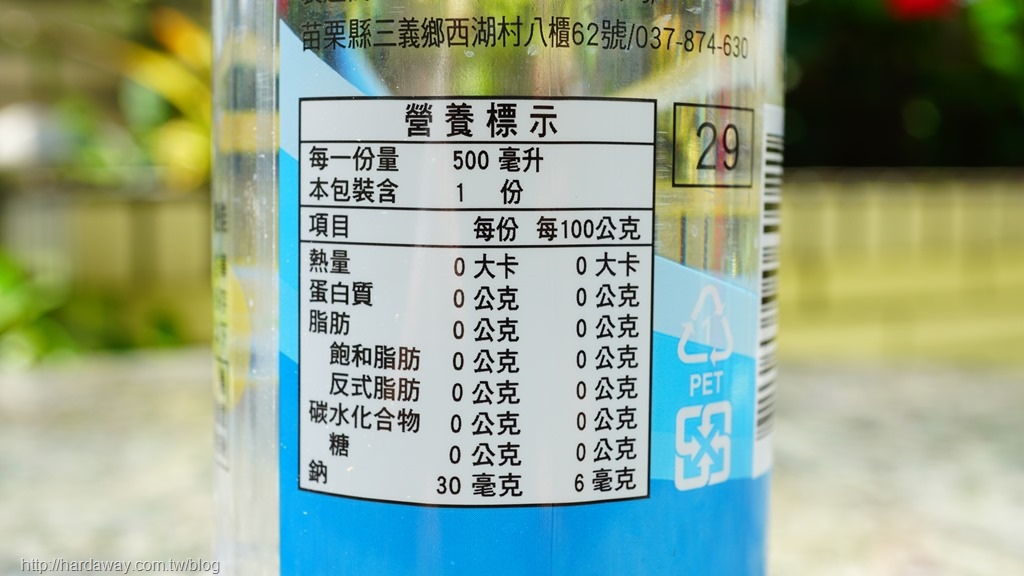 苗栗縣三義鄉西湖村八櫃62號/037-874-630
營養標示
每一份量 500 毫升
本包裝含 1 份
項目 每份 每100公克
熱量 0 大卡 0 大卡
蛋白質 0 公克 0 公克
脂肪 0 公克 0 公克
飽和脂肪 0 公克 0 公克
反式脂肪 0 公克 0 公克
碳水化合物 0 公克 0 公克
糖 0 公克 0 公克
鈉 30 毫克 6 毫克
29
1
PET
http://hardaway.com.tw/blog